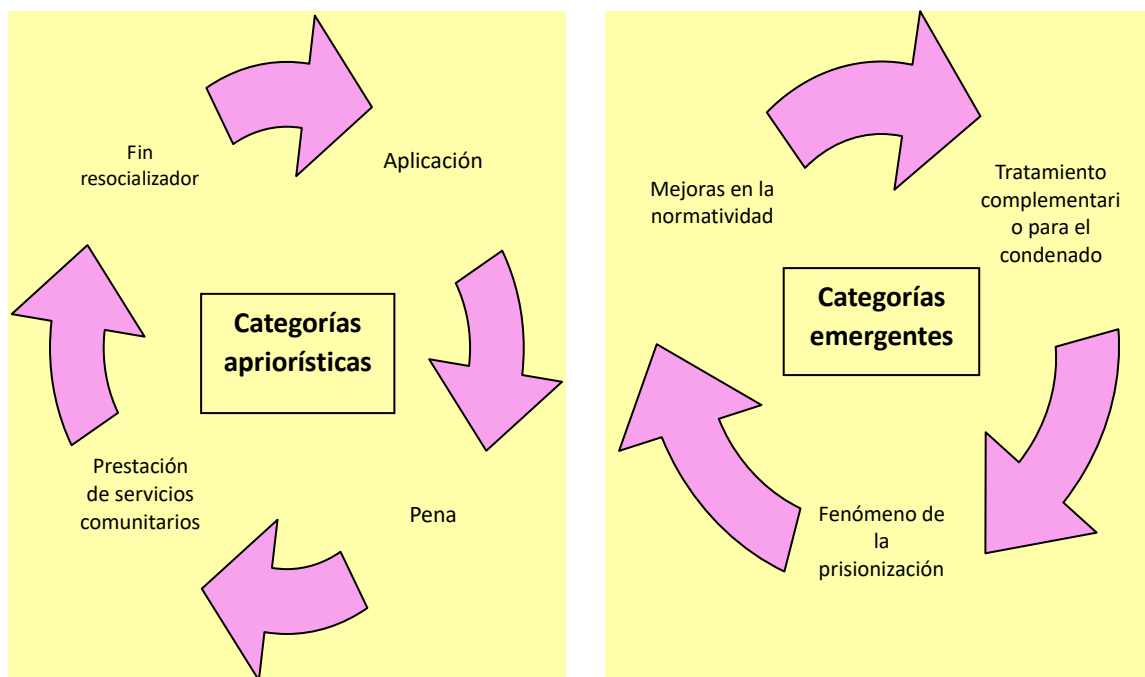 Fin
resocializador
Aplicación
Categorías
apriorísticas
Prestación
de servicios
comunitarios
Pena
Mejoras en la
normatividad
Tratamiento
complementari
o para el
condenado
Categorías
emergentes
Fenómeno de
la
prisionización